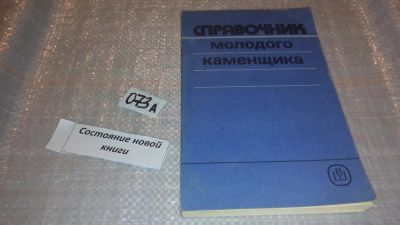 СПРАВОЧНИК
МОЛОДОГО
КАМЕНЩИКА
073А
Состояние новой
книги